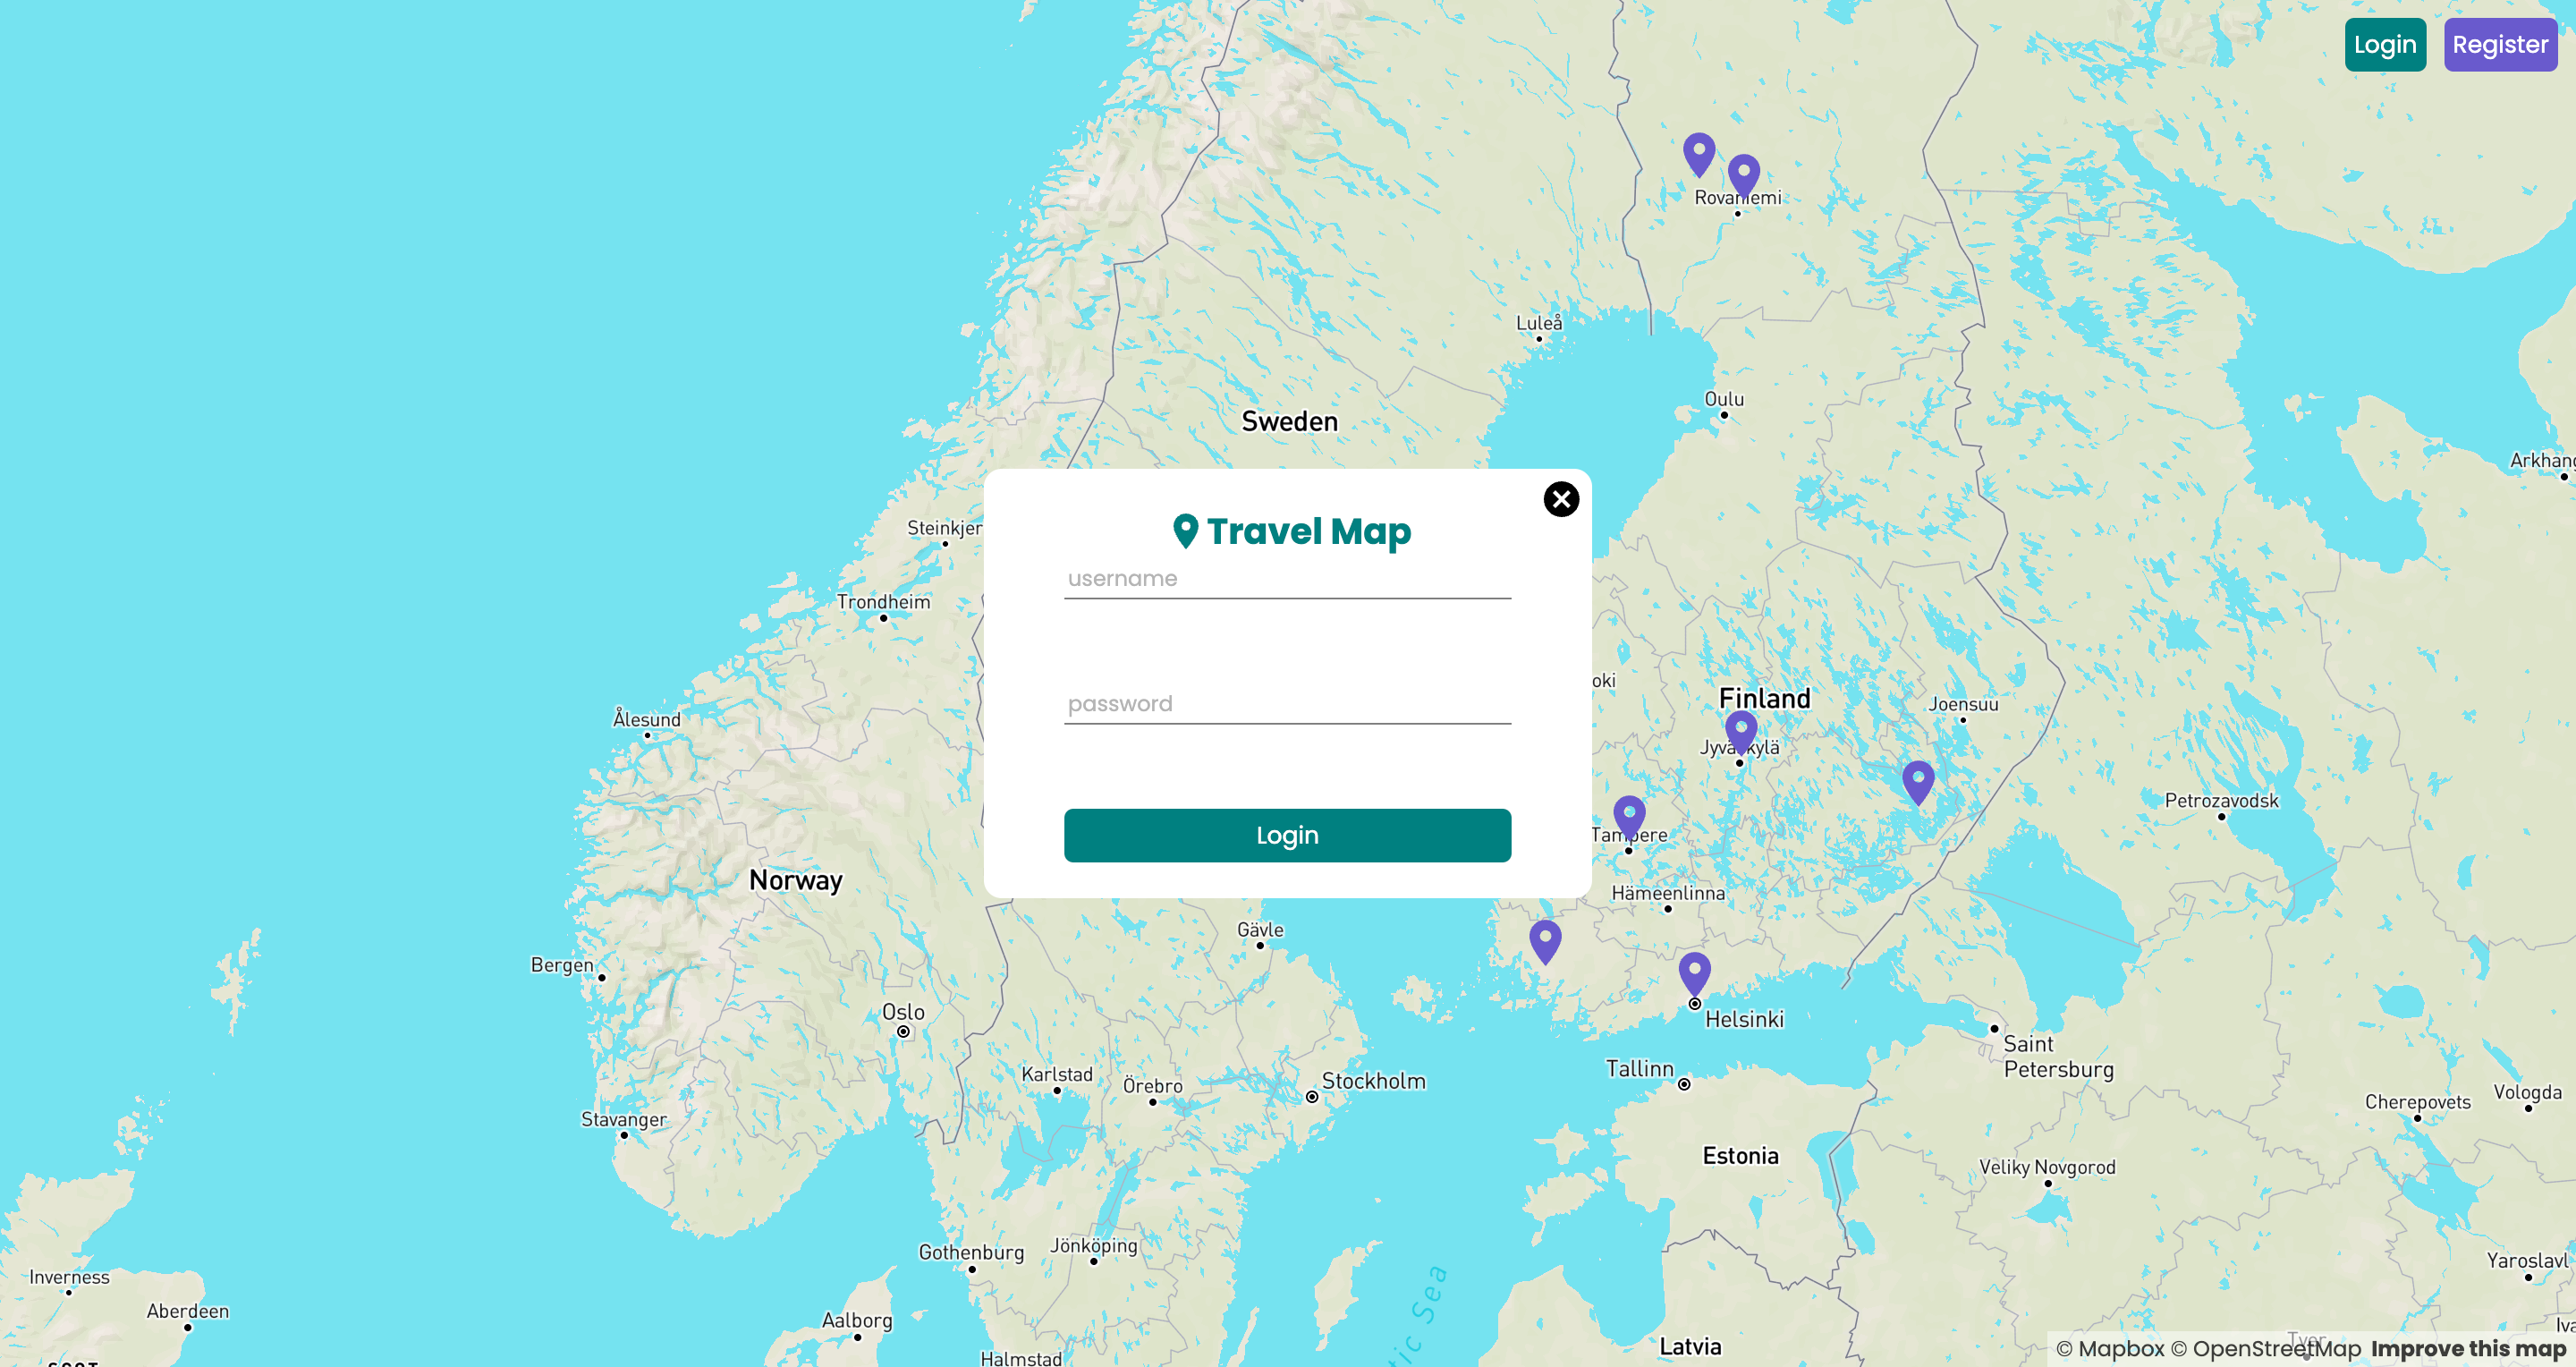 Login
Register
Rovaniemi
Luleå
Oulu
Sweden
Arkhang
Steinkjer
Travel Map
username
Trondheim
oki
Finland
password
Joensuu
Ålesund
Jyväskylä
Petrozavodsk
Tampere
Login
Norway
Hämeenlinna
Gävle
Bergen
Oslo
Helsinki
Saint
Petersburg
Tallinn
Karlstad
Örebro
Stockholm
Vologda
Cherepovets
Stavanger
Estonia
Veliky Novgorod
Gothenburg
Jönköping
Yaroslavl
Inverness
tic Sea
Aberdeen
Aalborg
Iva
Tver
Latvia
© Mapbox © OpenStreetMap Improve this map
Halmstad